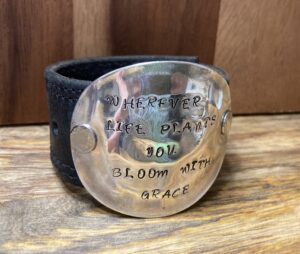 WHEREVER
LIFE PLANTS
YOU
BLOOM WITH
GRACE